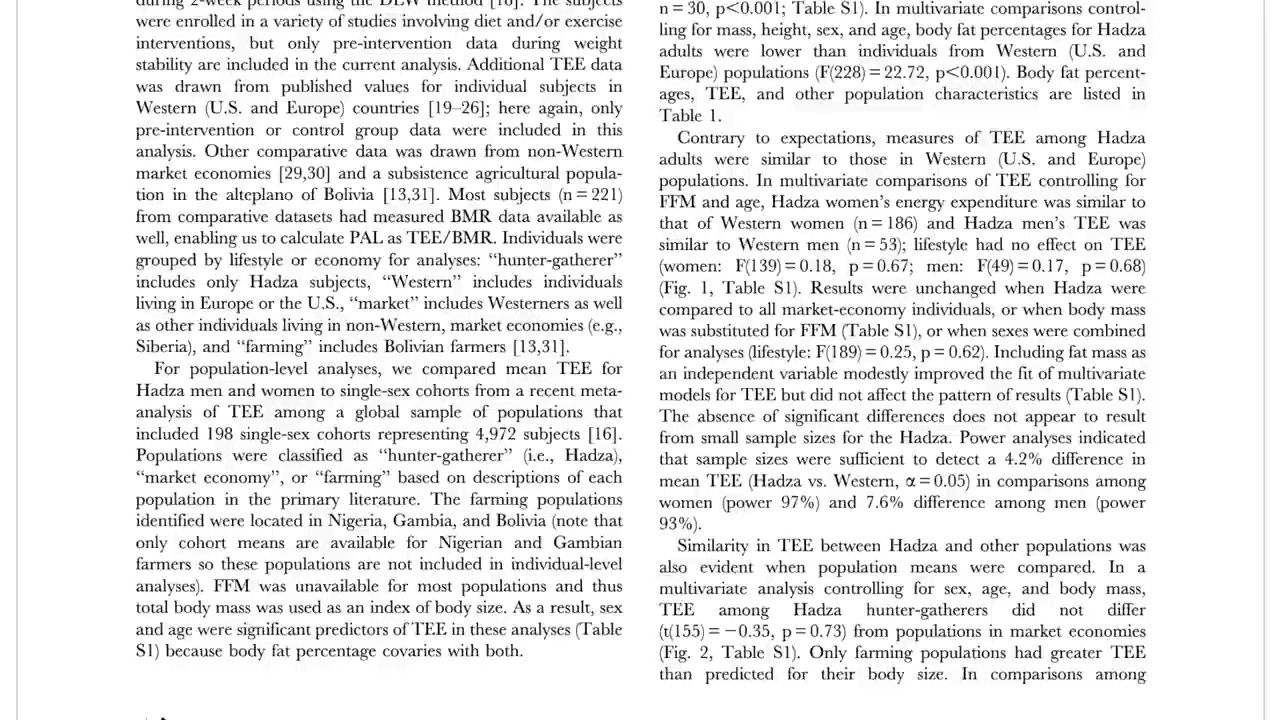 during 2-week periods using the DLW method [18]. The subjects
were enrolled in a variety of studies involving diet and/or exercise
interventions, but only pre-intervention data during weight
stability are included in the current analysis. Additional TEE data
was drawn from published values for individual subjects in
Western (U.S. and Europe) countries [19–26]; here again, only
pre-intervention or control group data were included in this
analysis. Other comparative data was drawn from non-Western
market economies [29,30] and a subsistence agricultural popula-
tion in the alteplano of Bolivia [13,31]. Most subjects (n = 221)
from comparative datasets had measured BMR data available as
well, enabling us to calculate PAL as TEE/BMR. Individuals were
grouped by lifestyle or economy for analyses: “hunter-gatherer”
includes only Hadza subjects, “Western” includes individuals
living in Europe or the U.S., “market” includes Westerners as well
as other individuals living in non-Western, market economies (e.g.,
Siberia), and “farming” includes Bolivian farmers [13,31].
For population-level analyses, we compared mean TEE for
Hadza men and women to single-sex cohorts from a recent meta-
analysis of TEE among a global sample of populations that
included 198 single-sex cohorts representing 4,972 subjects [16].
Populations were classified as “hunter-gatherer” (i.e., Hadza),
“market economy”, or “farming” based on descriptions of each
population in the primary literature. The farming populations
identified were located in Nigeria, Gambia, and Bolivia (note that
only cohort means are available for Nigerian and Gambian
farmers so these populations are not included in individual-level
analyses). FFM was unavailable for most populations and thus
total body mass was used as an index of body size. As a result, sex
and age were significant predictors of TEE in these analyses (Table
S1) because body fat percentage covaries with both.
n = 30, p<0.001; Table S1). In multivariate comparisons control-
ling for mass, height, sex, and age, body fat percentages for Hadza
adults were lower than individuals from Western (U.S. and
Europe) populations (F(228) = 22.72, p<0.001). Body fat percent-
ages, TEE, and other population characteristics are listed in
Table 1.
Contrary to expectations, measures of TEE among Hadza
adults were similar to those in Western (U.S. and Europe)
populations. In multivariate comparisons of TEE controlling for
FFM and age, Hadza women’s energy expenditure was similar to
that of Western women (n = 186) and Hadza men’s TEE was
similar to Western men (n = 53); lifestyle had no effect on TEE
(women: F(139) = 0.18, p = 0.67; men: F(49) = 0.17, p = 0.68)
(Fig. 1, Table S1). Results were unchanged when Hadza were
compared to all market-economy individuals, or when body mass
was substituted for FFM (Table S1), or when sexes were combined
for analyses (lifestyle: F(189) = 0.25, p = 0.62). Including fat mass as
an independent variable modestly improved the fit of multivariate
models for TEE but did not affect the pattern of results (Table S1).
The absence of significant differences does not appear to result
from small sample sizes for the Hadza. Power analyses indicated
that sample sizes were sufficient to detect a 4.2% difference in
mean TEE (Hadza vs. Western, α = 0.05) in comparisons among
women (power 97%) and 7.6% difference among men (power
93%).
Similarity in TEE between Hadza and other populations was
also evident when population means were compared. In a
multivariate analysis controlling for sex, age, and body mass,
TEE among Hadza hunter-gatherers did not differ
(t(155) = −0.35, p = 0.73) from populations in market economies
(Fig. 2, Table S1). Only farming populations had greater TEE
than predicted for their body size. In comparisons among